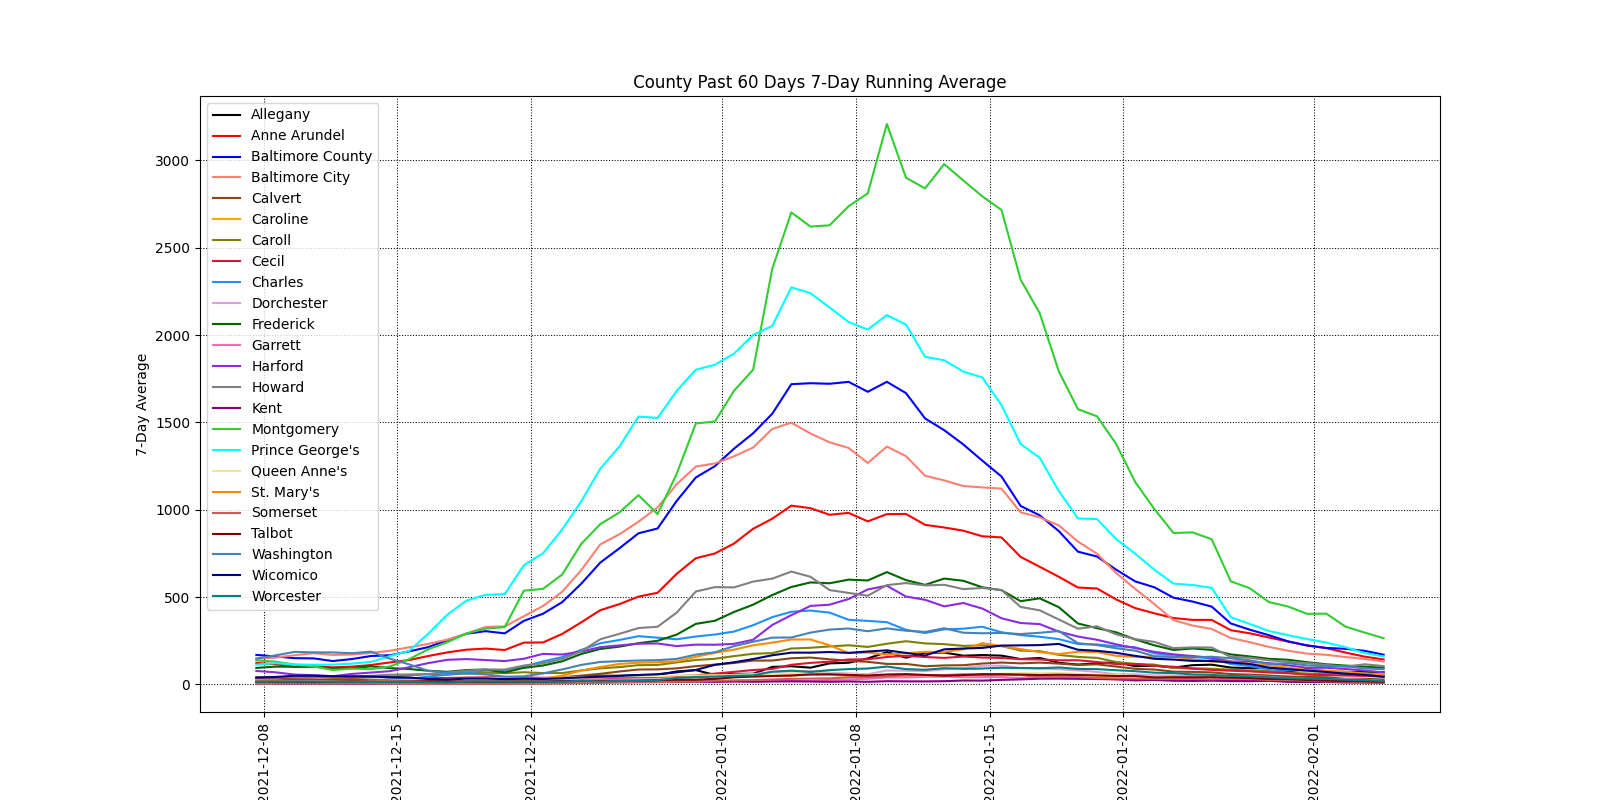 County Past 60 Days 7-Day Running Average
Allegany
Anne Arundel
Baltimore County
Baltimore City
Calvert
Caroline
Caroll
Cecil
Charles
Dorchester
Frederick
Garrett
Harford
Howard
Kent
Montgomery
Prince George's
Queen Anne's
St. Mary's
Somerset
Talbot
Washington
Wicomico
Worcester
7-Day Average
3000
2500
2000
1500
1000
500
0
2021-12-08
2021-12-15
2021-12-22
2022-01-01
2022-01-08
2022-01-15
2022-01-22
2022-02-01